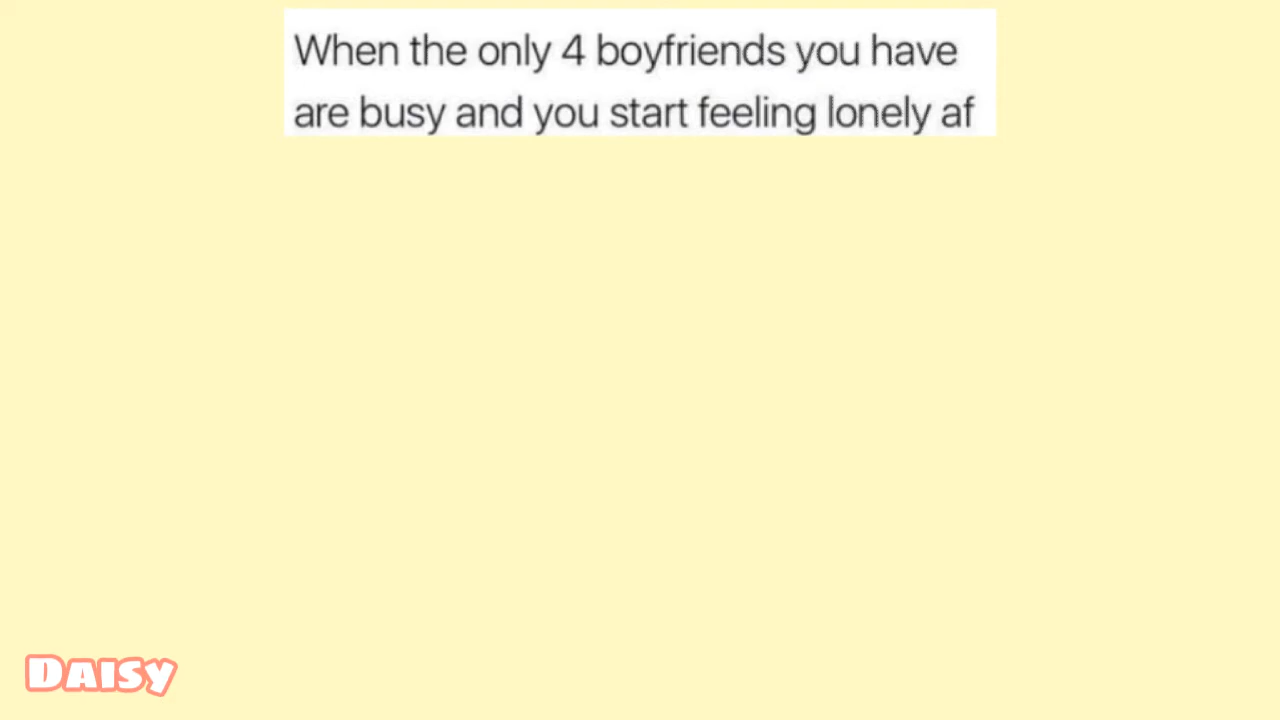 When the only 4 boyfriends you have
are busy and you start feeling lonely af
Daisy